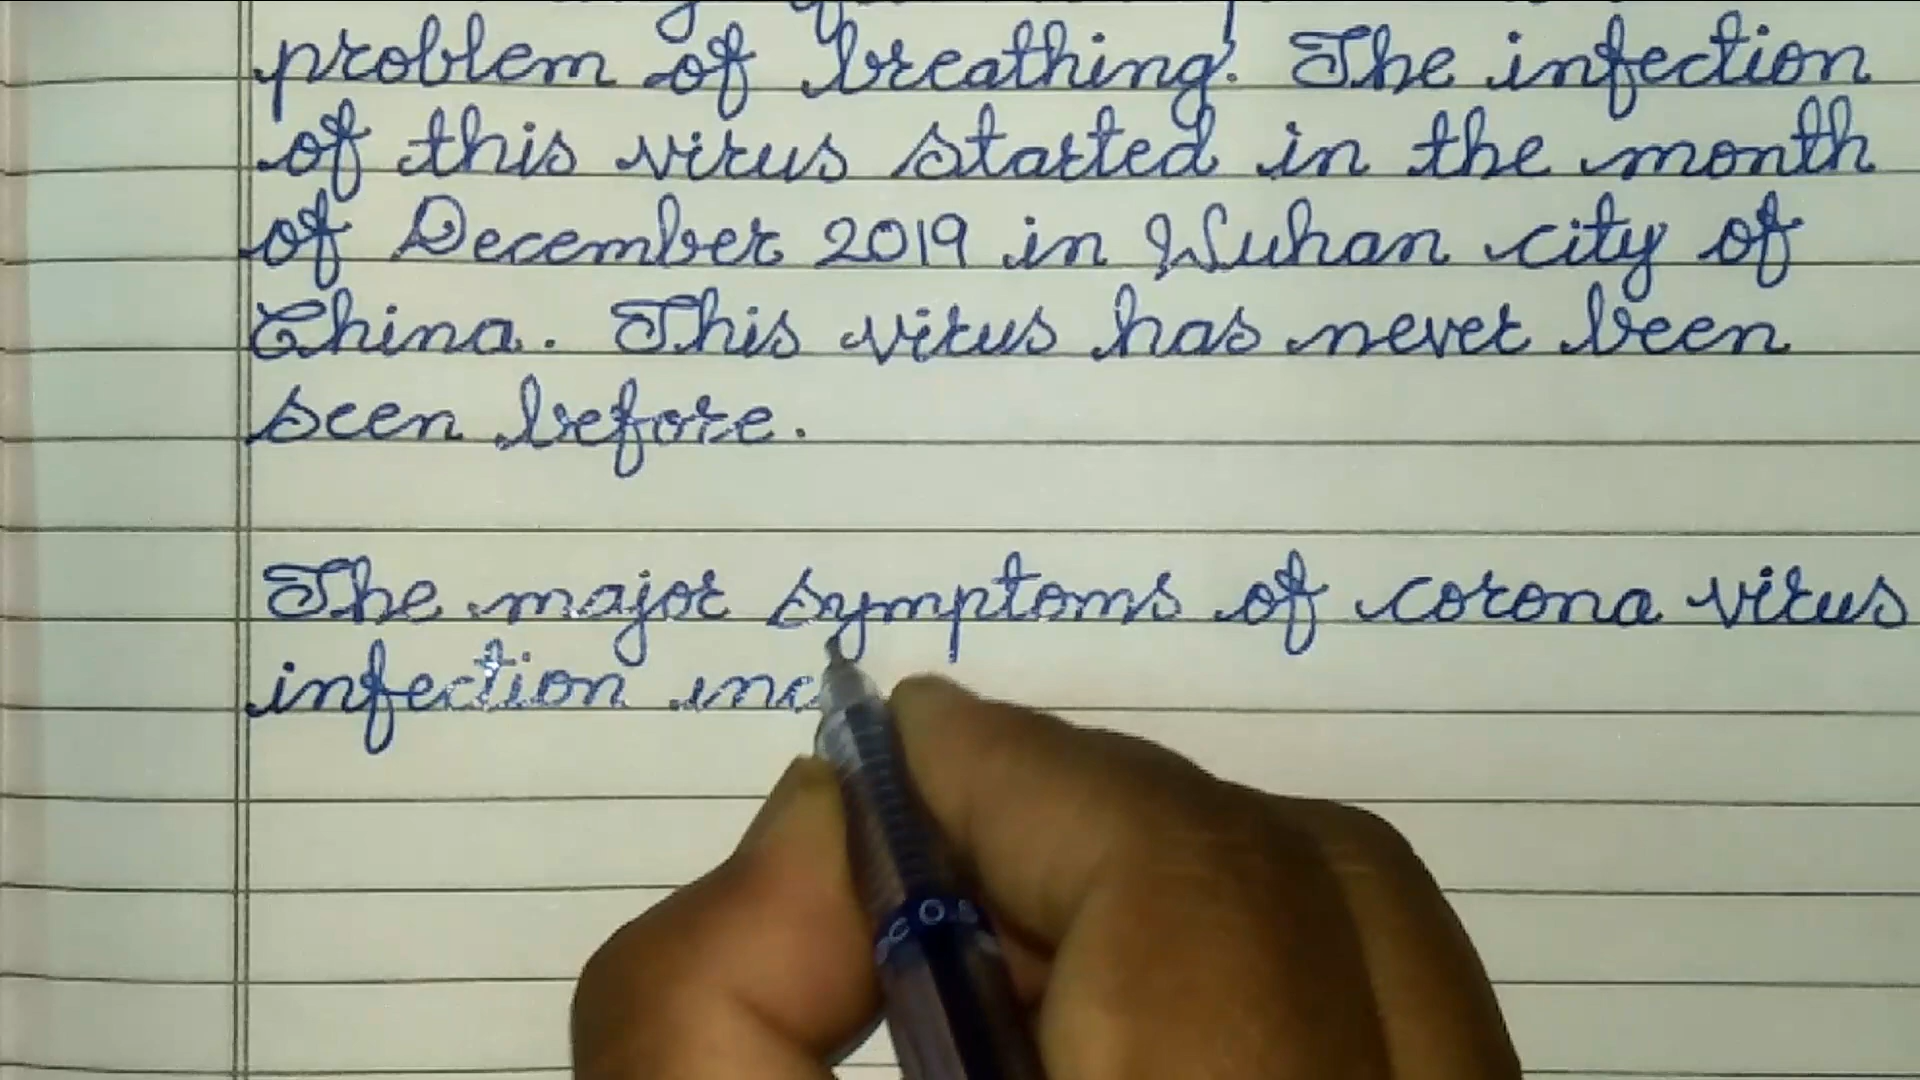 problem of breathing. The infection
of this virus started in the month
of December 2019 in Wuhan city of
China. This virus has never been
seen before.
The major symptoms of corona virus
infection inc